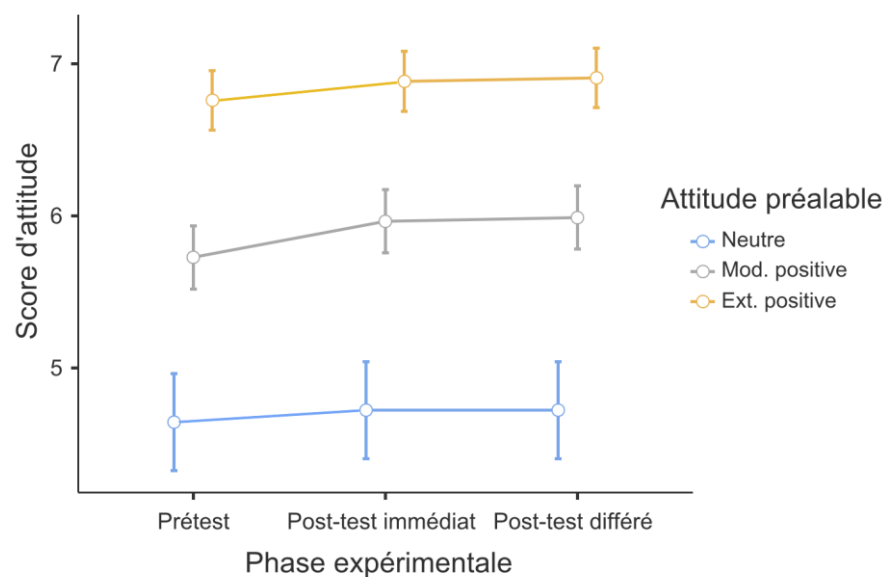 7
6
5
Score d'attitude
Prétest
Post-test immédiat
Post-test différé
Phase expérimentale
Attitude préalable
Neutre
Mod. positive
Ext. positive